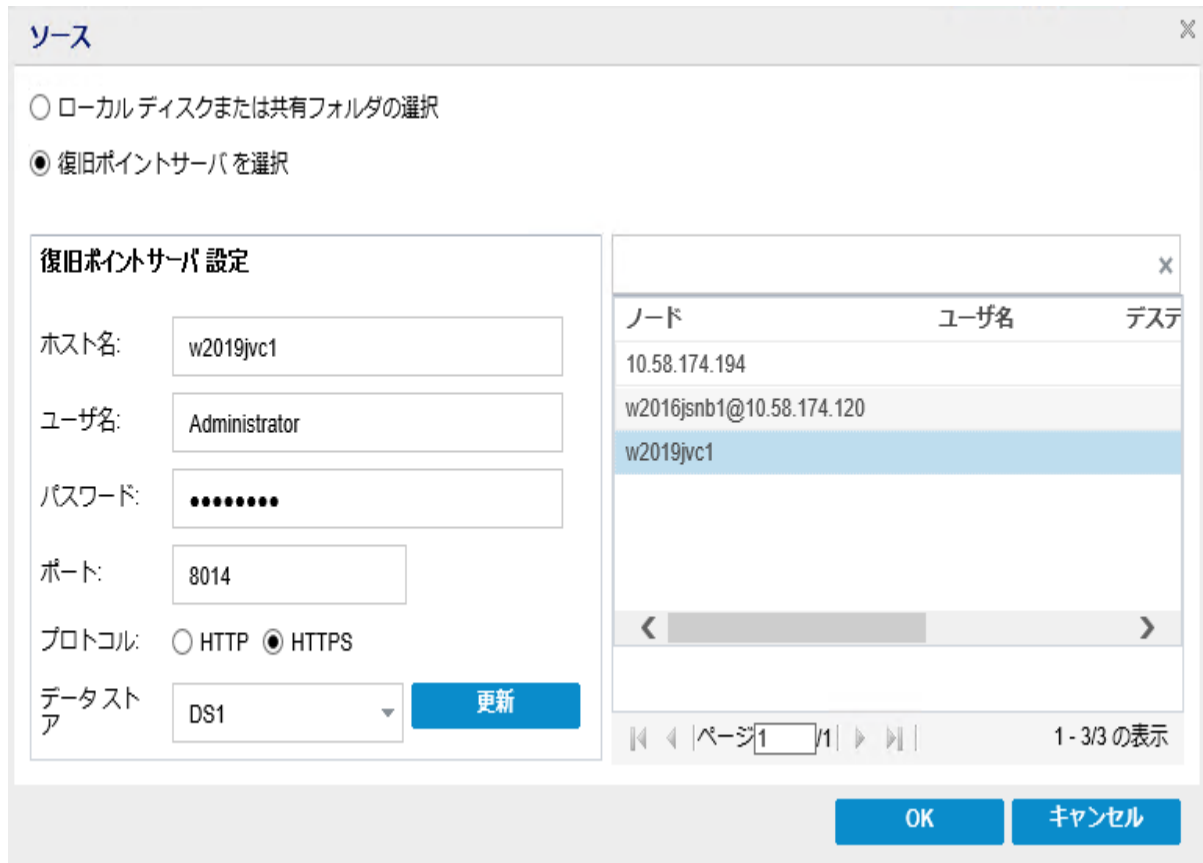 ソース
ローカル ディスクまたは共有フォルダの選択
復旧ポイントサーバ を選択
復旧ポイントサーバ 設定
ホスト名:
w2019jvc1
ユーザ名:
Administrator
パスワード:
••••••••
ポート:
8014
プロトコル:
HTTP
HTTPS
データ スト
ア
DS1
更新
ノード ユーザ名 デステ
10.58.174.194
w2016jsnb1@10.58.174.120
w2019jvc1
ページ 1 /1
1 - 3/3 の表示
OK
キャンセル